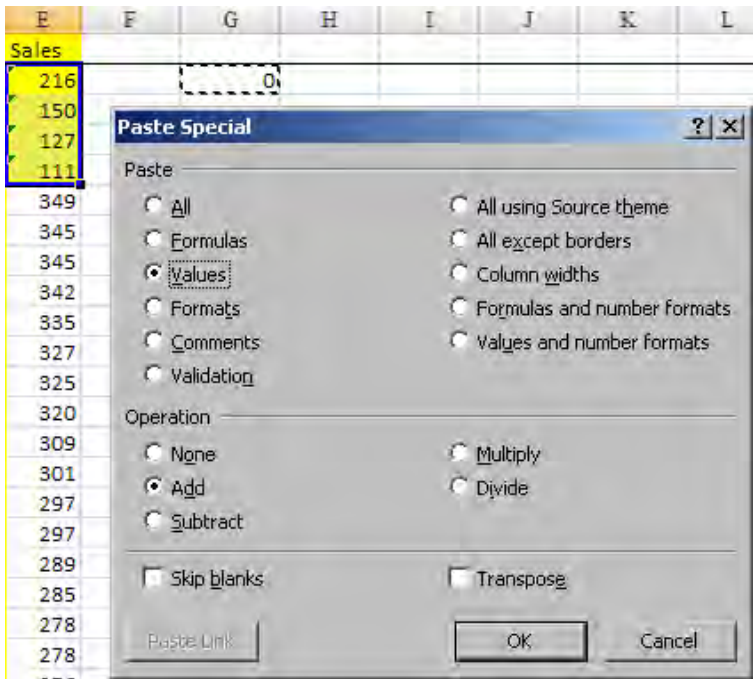 E F G H I J K L
Sales
216 0
150
127
111
349
345
345
342
335
327
325
320
309
301
297
297
289
285
278
278
Paste Special ? ×
Paste
All
Formulas
Values
Formats
Comments
Validation
All using Source theme
All except borders
Column widths
Formulas and number formats
Values and number formats
Operation
None
Add
Subtract
Multiply
Divide
Skip blanks
Transpose
Paste Link
OK
Cancel